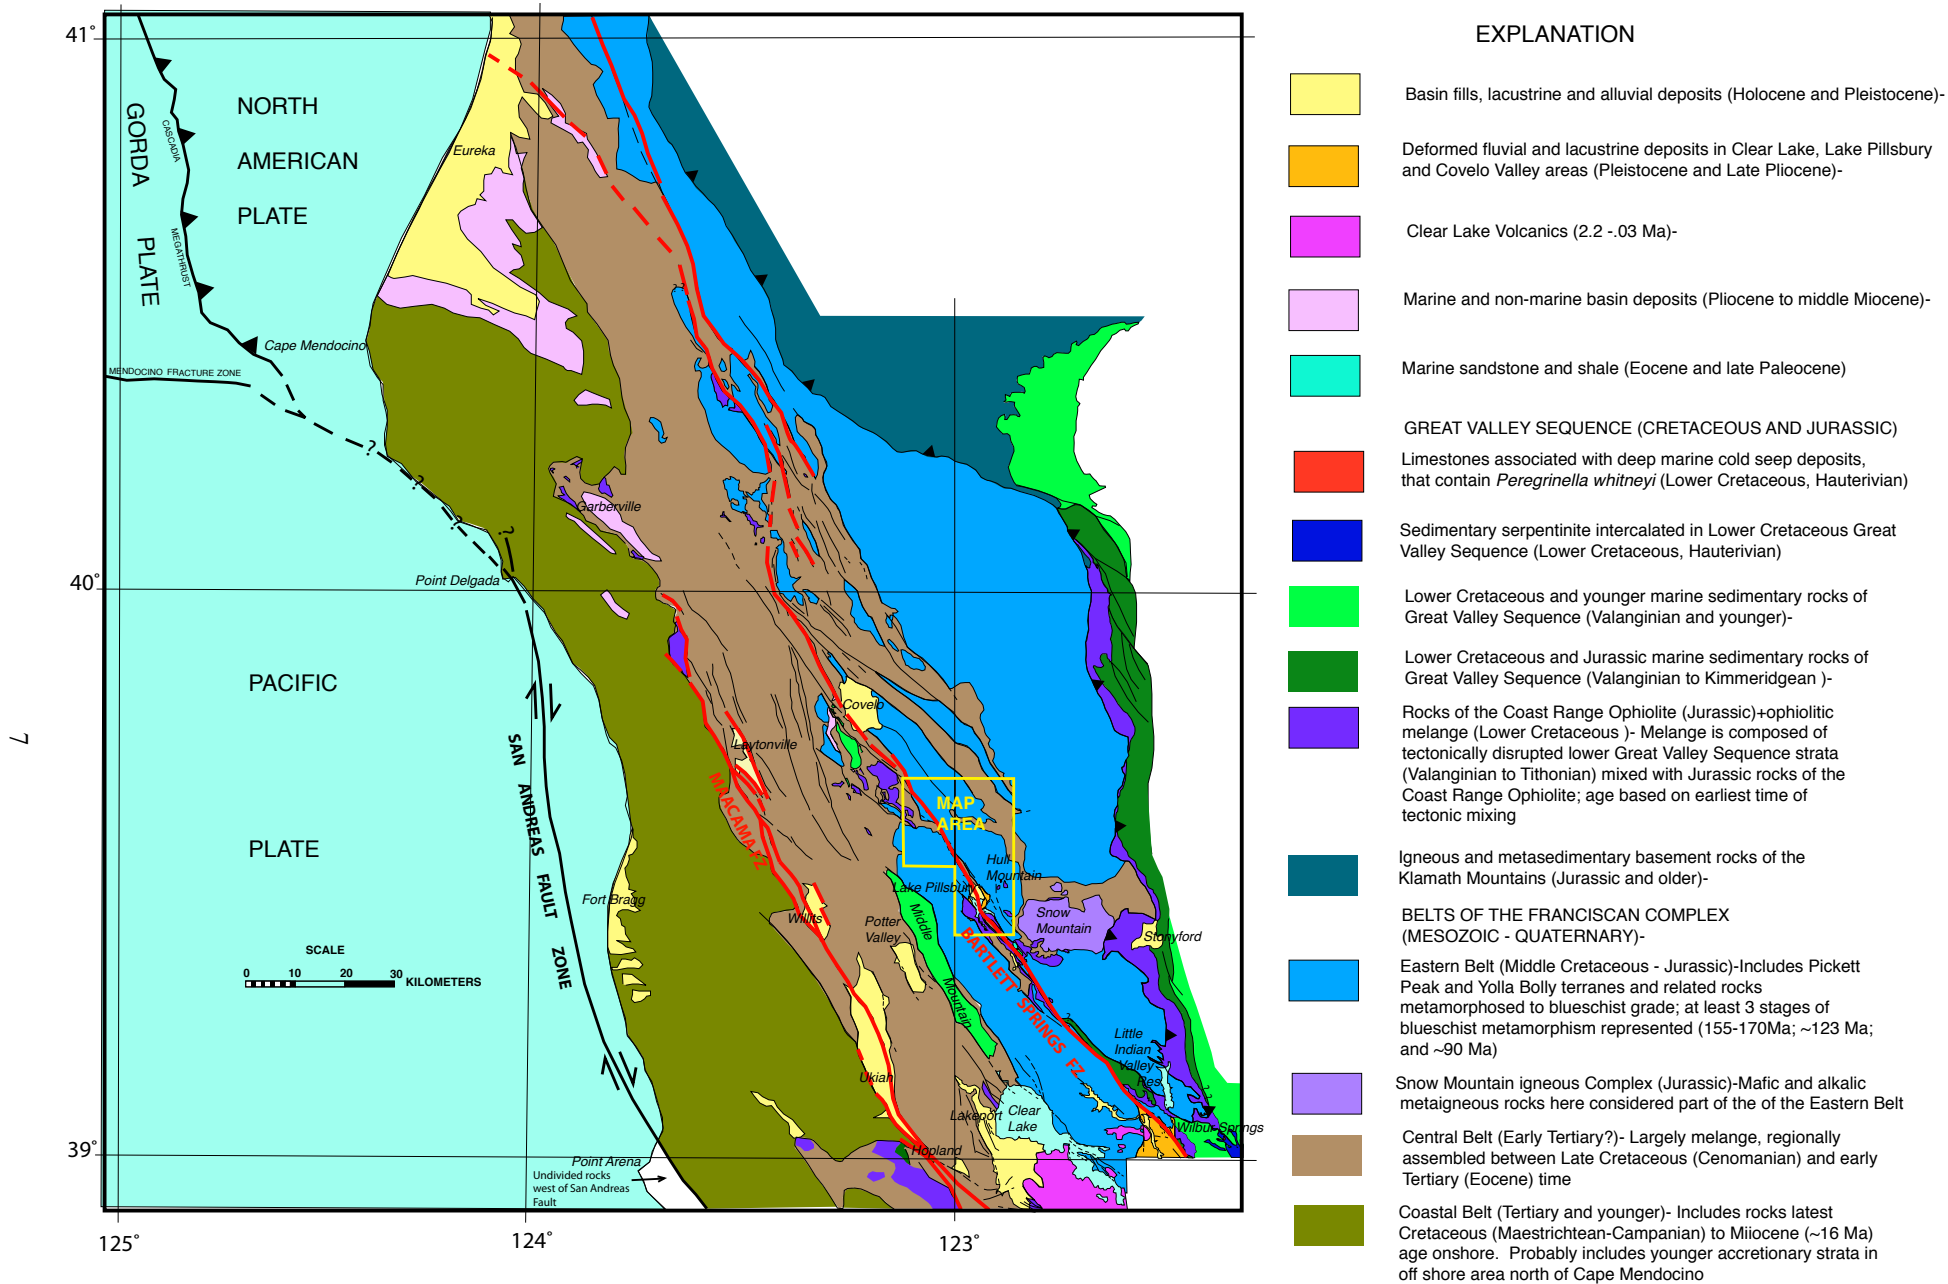 41°
40°
39°
125°
124°
123°
7
NORTH
AMERICAN
PLATE
GORDA
PLATE
CASCADIA
MEGATHRUST
Eureka
Cape Mendocino
MENDOCINO FRACTURE ZONE
?
?
?
?
Garberville
Point Delgada
PACIFIC
PLATE
SAN ANDREAS FAULT ZONE
Covelo
Laytonville
MAACAMA FZ
MAP
AREA
Hull
Mountain
Lake Pillsbury
Fort Bragg
Willits
Potter
Valley
Middle
Mountain
Snow
Mountain
Stonyford
BARTLETT SPRINGS FZ
SCALE
0 10 20 30
KILOMETERS
Little
Indian
Valley
Res.
Ukiah
Lakeport
Clear
Lake
Wilbur Springs
Hopland
Point Arena
Undivided rocks
west of San Andreas
Fault
EXPLANATION
Basin fills, lacustrine and alluvial deposits (Holocene and Pleistocene)-
Deformed fluvial and lacustrine deposits in Clear Lake, Lake Pillsbury
and Covelo Valley areas (Pleistocene and Late Pliocene)-
Clear Lake Volcanics (2.2 -.03 Ma)-
Marine and non-marine basin deposits (Pliocene to middle Miocene)-
Marine sandstone and shale (Eocene and late Paleocene)
GREAT VALLEY SEQUENCE (CRETACEOUS AND JURASSIC)
Limestones associated with deep marine cold seep deposits,
that contain Peregrinella whitneyi (Lower Cretaceous, Hauterivian)
Sedimentary serpentinite intercalated in Lower Cretaceous Great
Valley Sequence (Lower Cretaceous, Hauterivian)
Lower Cretaceous and younger marine sedimentary rocks of
Great Valley Sequence (Valanginian and younger)-
Lower Cretaceous and Jurassic marine sedimentary rocks of
Great Valley Sequence (Valanginian to Kimmeridgean )-
Rocks of the Coast Range Ophiolite (Jurassic)+ophiolitic
melange (Lower Cretaceous )- Melange is composed of
tectonically disrupted lower Great Valley Sequence strata
(Valanginian to Tithonian) mixed with Jurassic rocks of the
Coast Range Ophiolite; age based on earliest time of
tectonic mixing
Igneous and metasedimentary basement rocks of the
Klamath Mountains (Jurassic and older)-
BELTS OF THE FRANCISCAN COMPLEX
(MESOZOIC - QUATERNARY)-
Eastern Belt (Middle Cretaceous - Jurassic)-Includes Pickett
Peak and Yolla Bolly terranes and related rocks
metamorphosed to blueschist grade; at least 3 stages of
blueschist metamorphism represented (155-170Ma; ~123 Ma;
and ~90 Ma)
Snow Mountain igneous Complex (Jurassic)-Mafic and alkalic
metaigneous rocks here considered part of the of the Eastern Belt
Central Belt (Early Tertiary?)- Largely melange, regionally
assembled between Late Cretaceous (Cenomanian) and early
Tertiary (Eocene) time
Coastal Belt (Tertiary and younger)- Includes rocks latest
Cretaceous (Maestrichtean-Campanian) to Miiocene (~16 Ma)
age onshore.  Probably includes younger accretionary strata in
off shore area north of Cape Mendocino